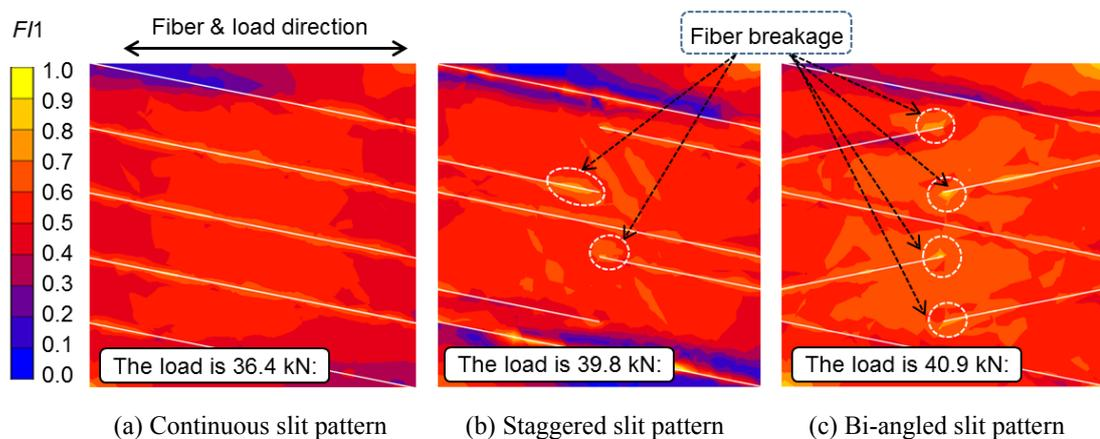 FI1
Fiber & load direction
Fiber breakage
1.0
0.9
0.8
0.7
0.6
0.5
0.4
0.3
0.2
0.1
0.0
The load is 36.4 kN:
The load is 39.8 kN:
The load is 40.9 kN:
(a) Continuous slit pattern
(b) Staggered slit pattern
(c) Bi-angled slit pattern